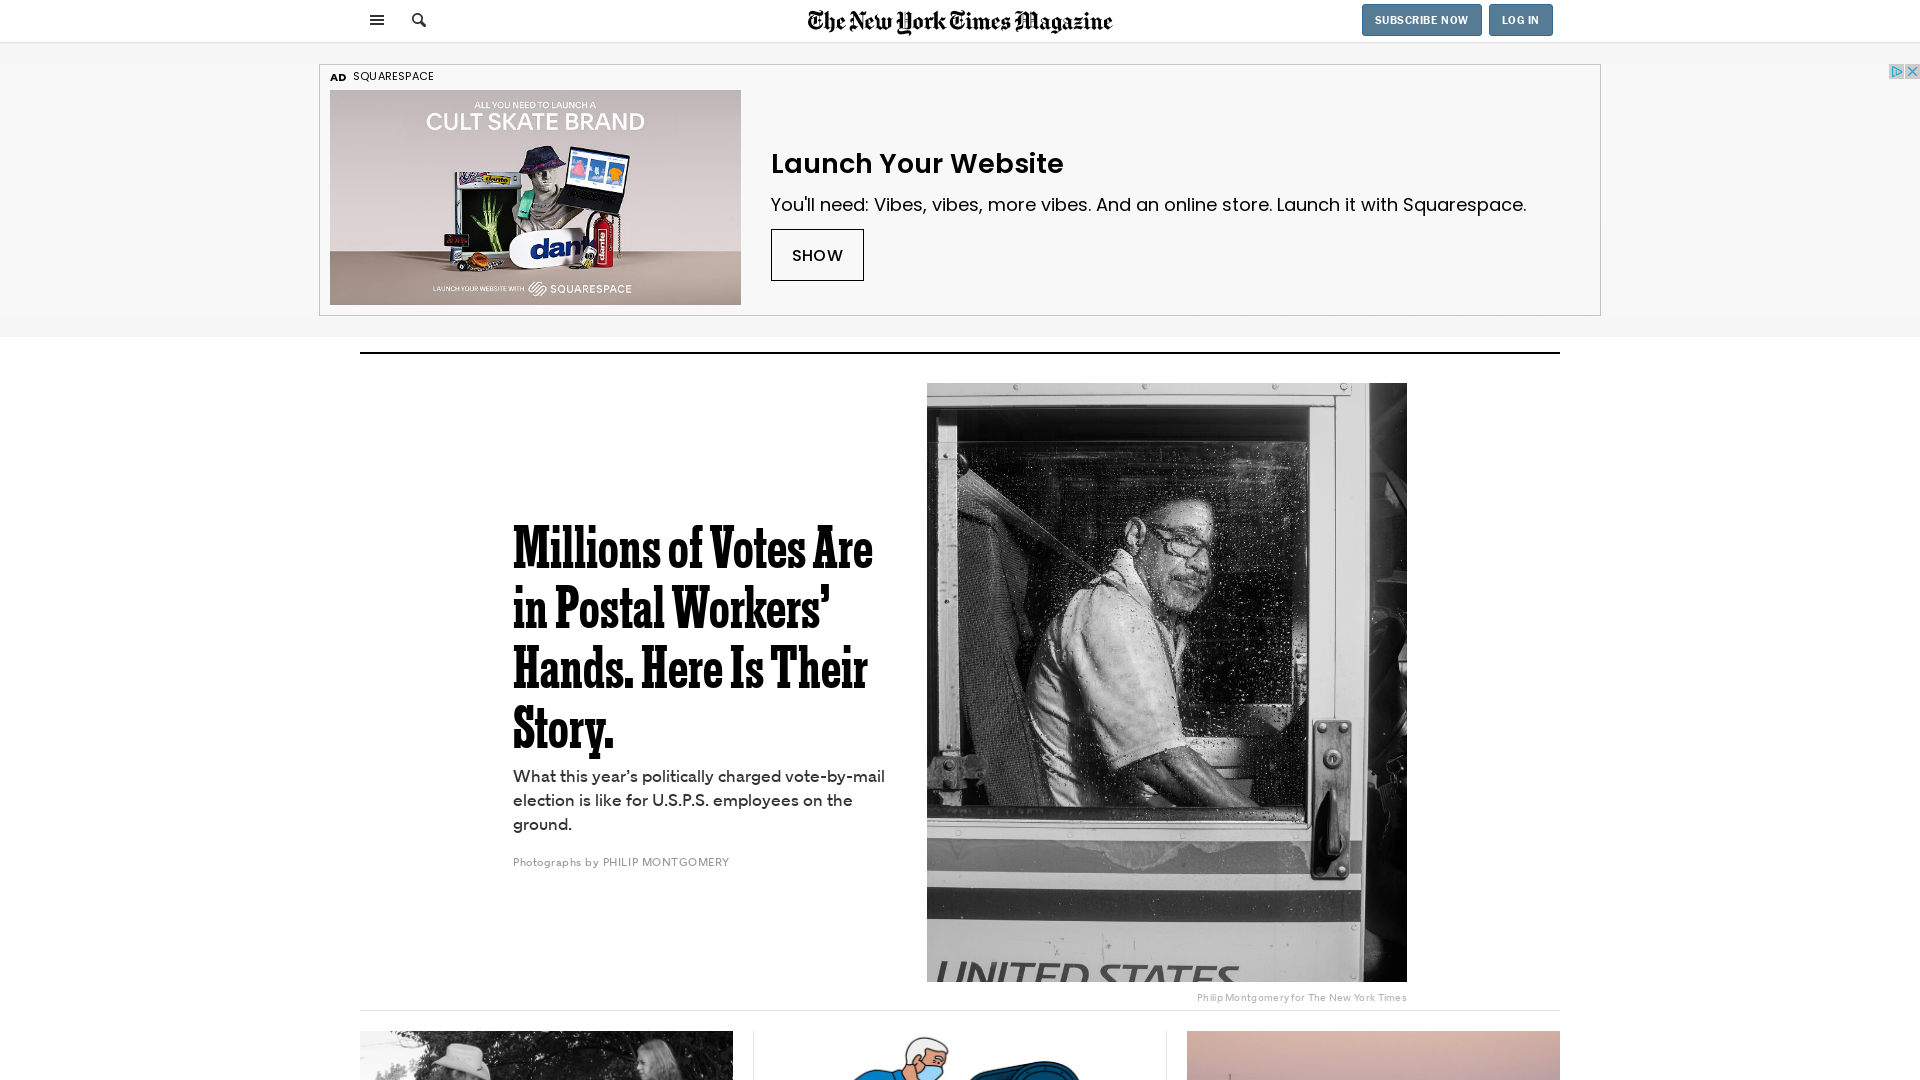 The New York Times Magazine
SUBSCRIBE NOW
LOG IN
AD SQUARESPACE
ALL YOU NEED TO LAUNCH A
CULT SKATE BRAND
dante
dant
dante
LAUNCH YOUR WEBSITE WITH SQUARESPACE
Launch Your Website
You'll need: Vibes, vibes, more vibes. And an online store. Launch it with Squarespace.
SHOW
Millions of Votes Are
in Postal Workers’
Hands. Here Is Their
Story.
What this year’s politically charged vote-by-mail
election is like for U.S.P.S. employees on the
ground.
Photographs by PHILIP MONTGOMERY
UNITED STATES
Philip Montgomery for The New York Times